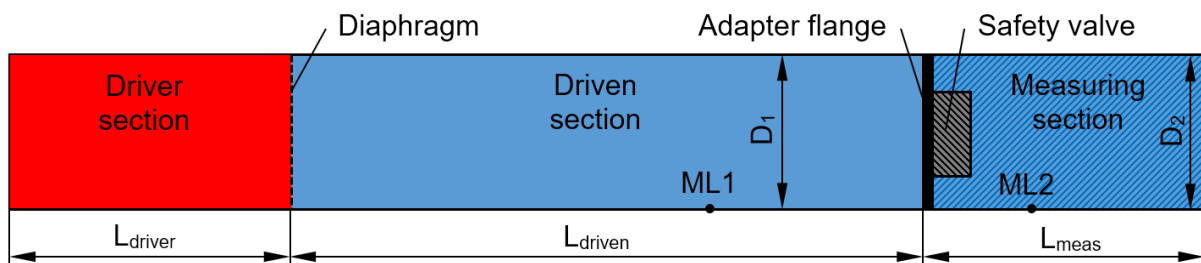 Diaphragm
Adapter flange
Safety valve
Driver
section
Driven
section
D1
Measuring
section
D2
ML1
ML2
Ldriver
Ldriven
Lmeas